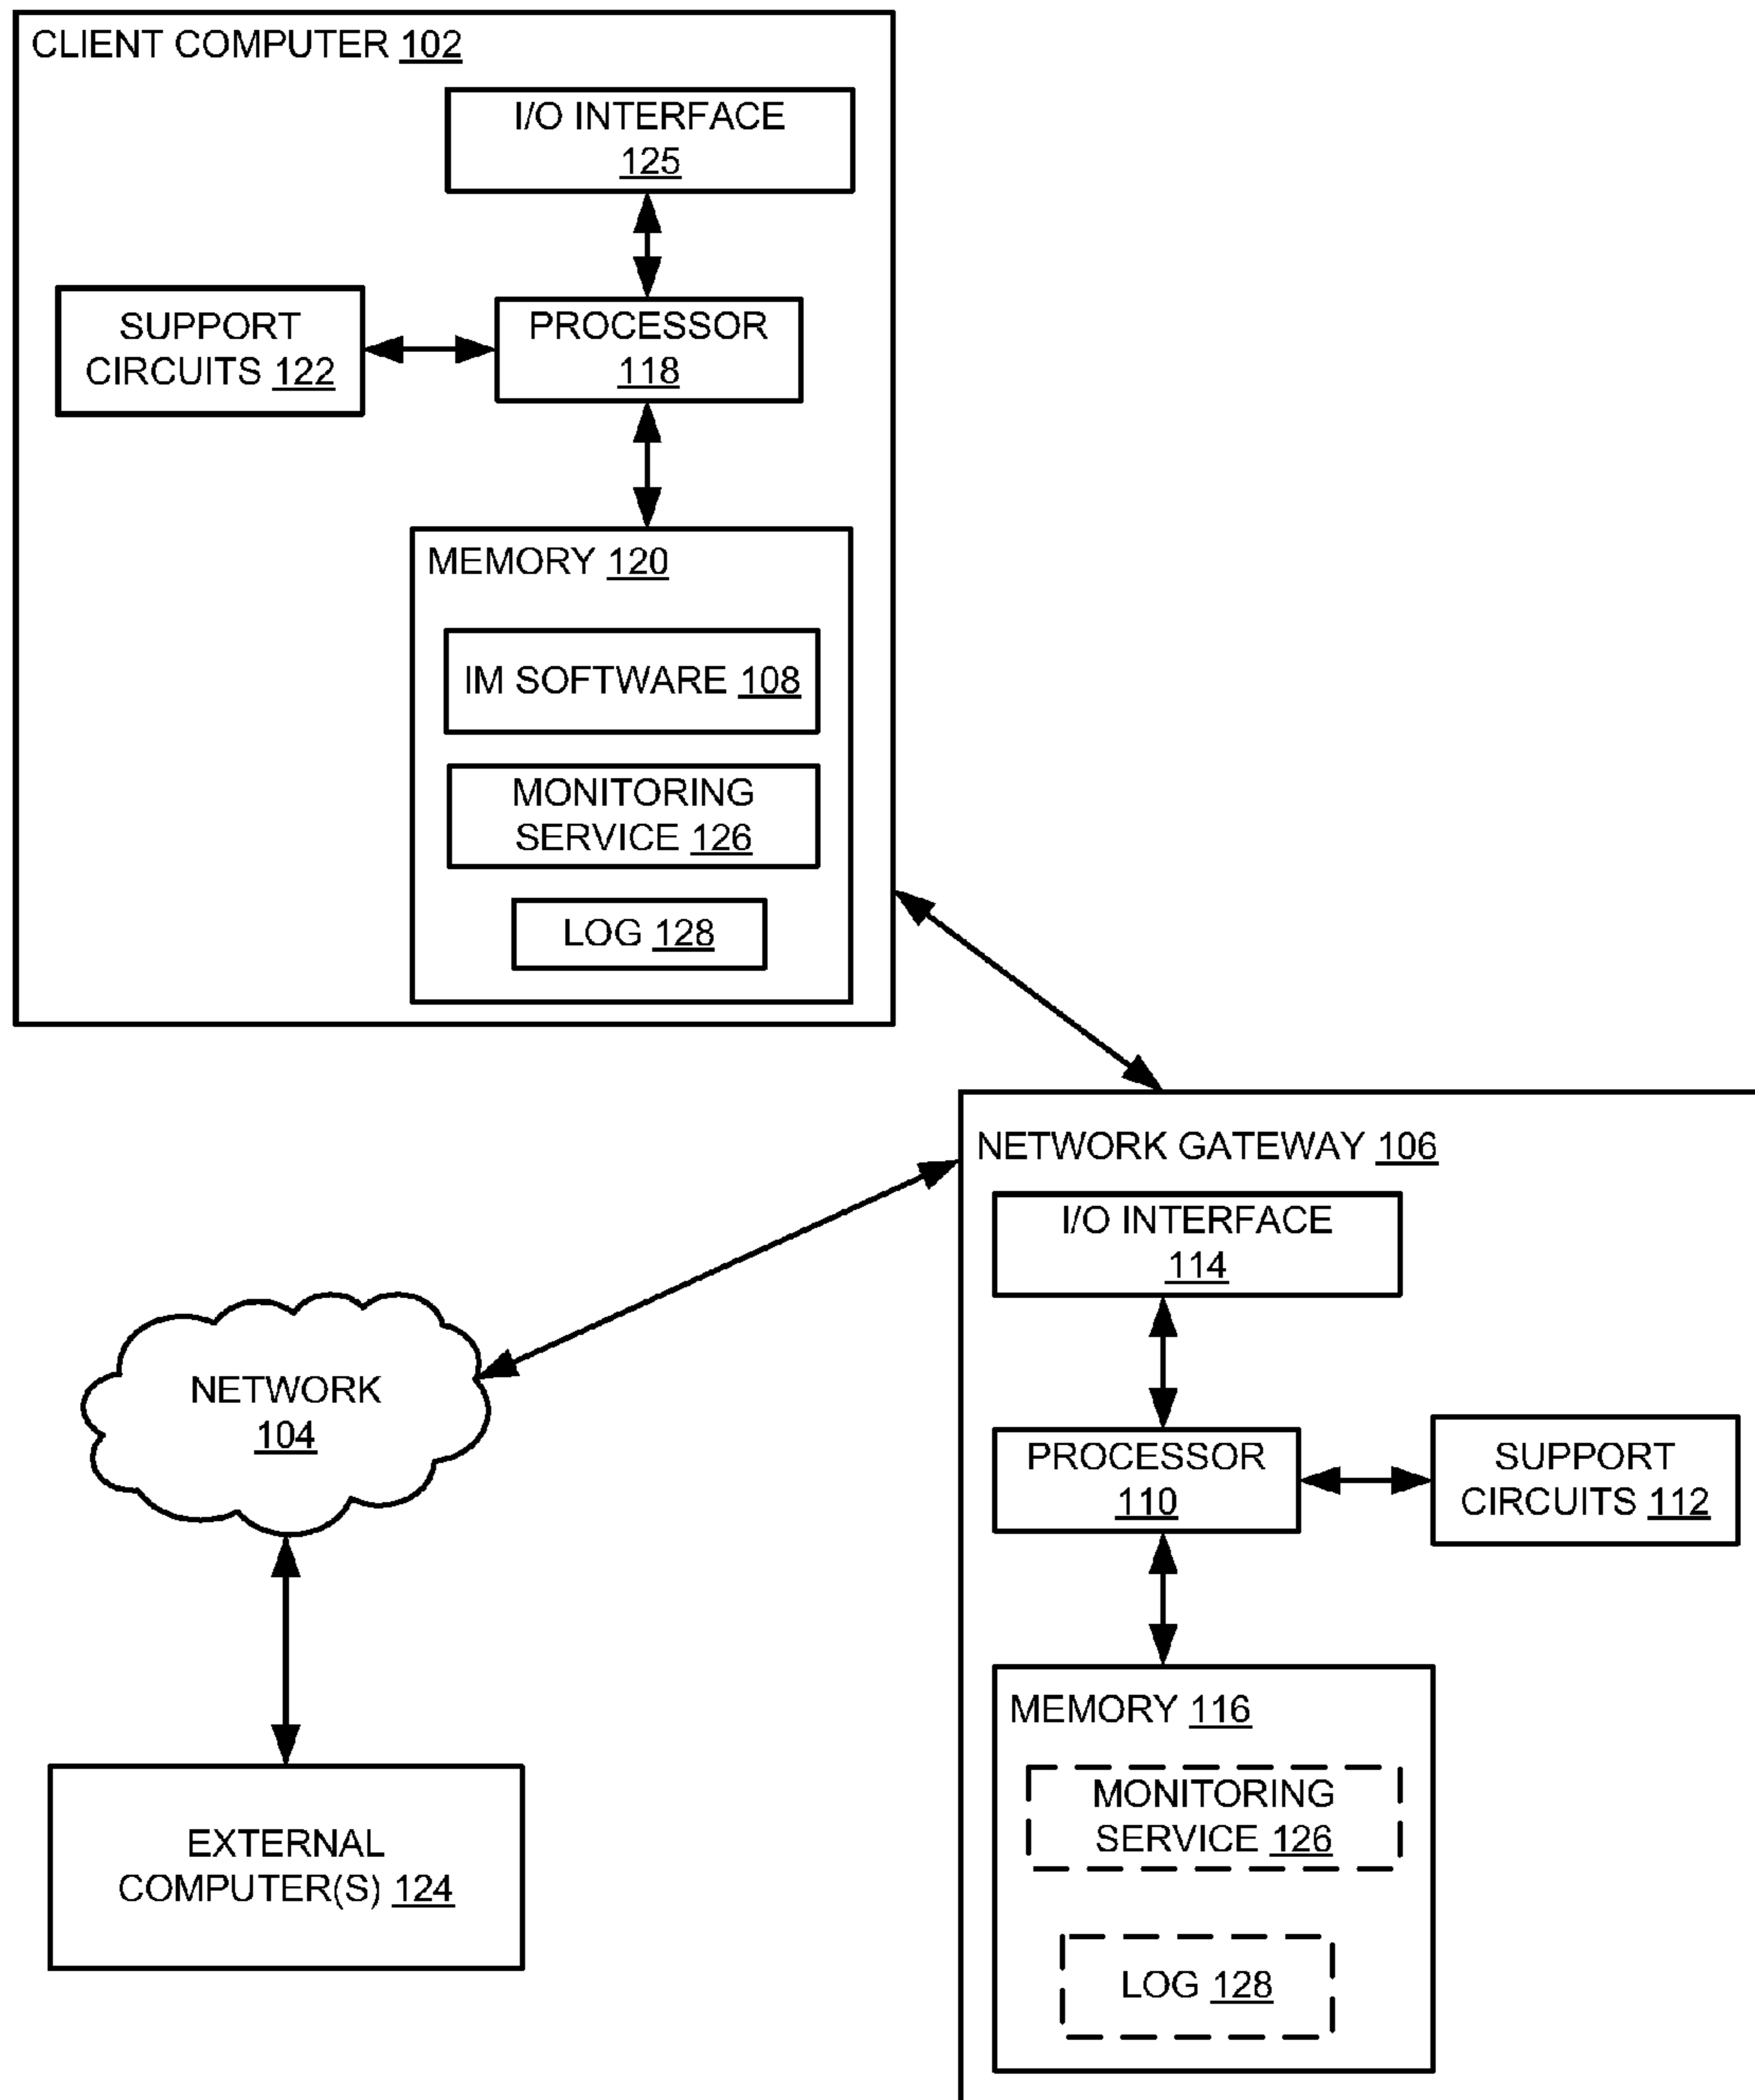 CLIENT COMPUTER 102
I/O INTERFACE
125
SUPPORT
CIRCUITS 122
PROCESSOR
118
MEMORY 120
IM SOFTWARE 108
MONITORING
SERVICE 126
LOG 128
NETWORK GATEWAY 106
I/O INTERFACE
114
NETWORK
104
PROCESSOR
110
SUPPORT
CIRCUITS 112
MEMORY 116
MONITORING
SERVICE 126
LOG 128
EXTERNAL
COMPUTER(S) 124